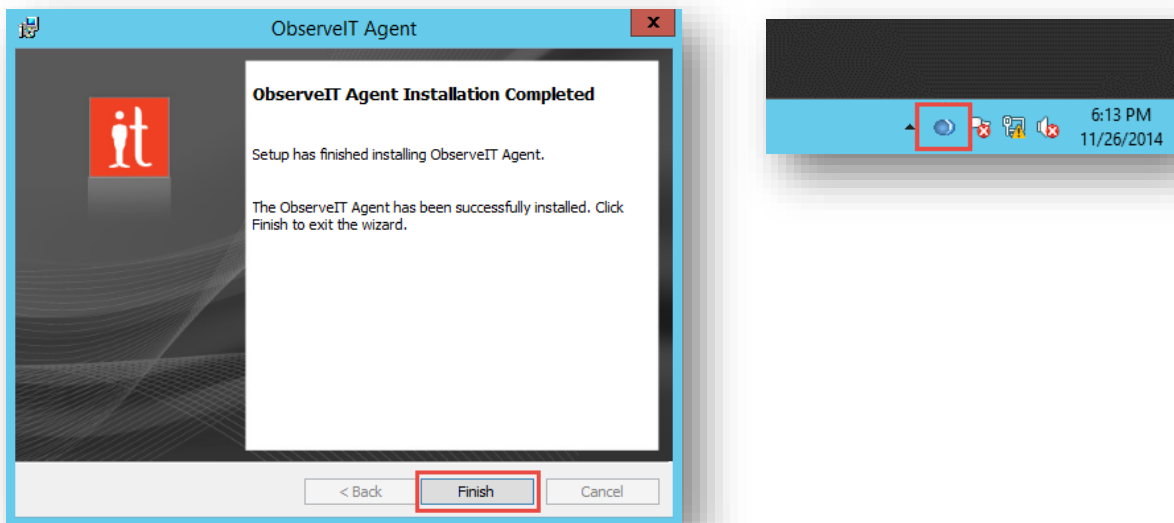 ObserveIT Agent
x
it
ObserveIT Agent Installation Completed
Setup has finished installing ObserveIT Agent.
The ObserveIT Agent has been successfully installed. Click
Finish to exit the wizard.
< Back
Finish
Cancel
6:13 PM
11/26/2014